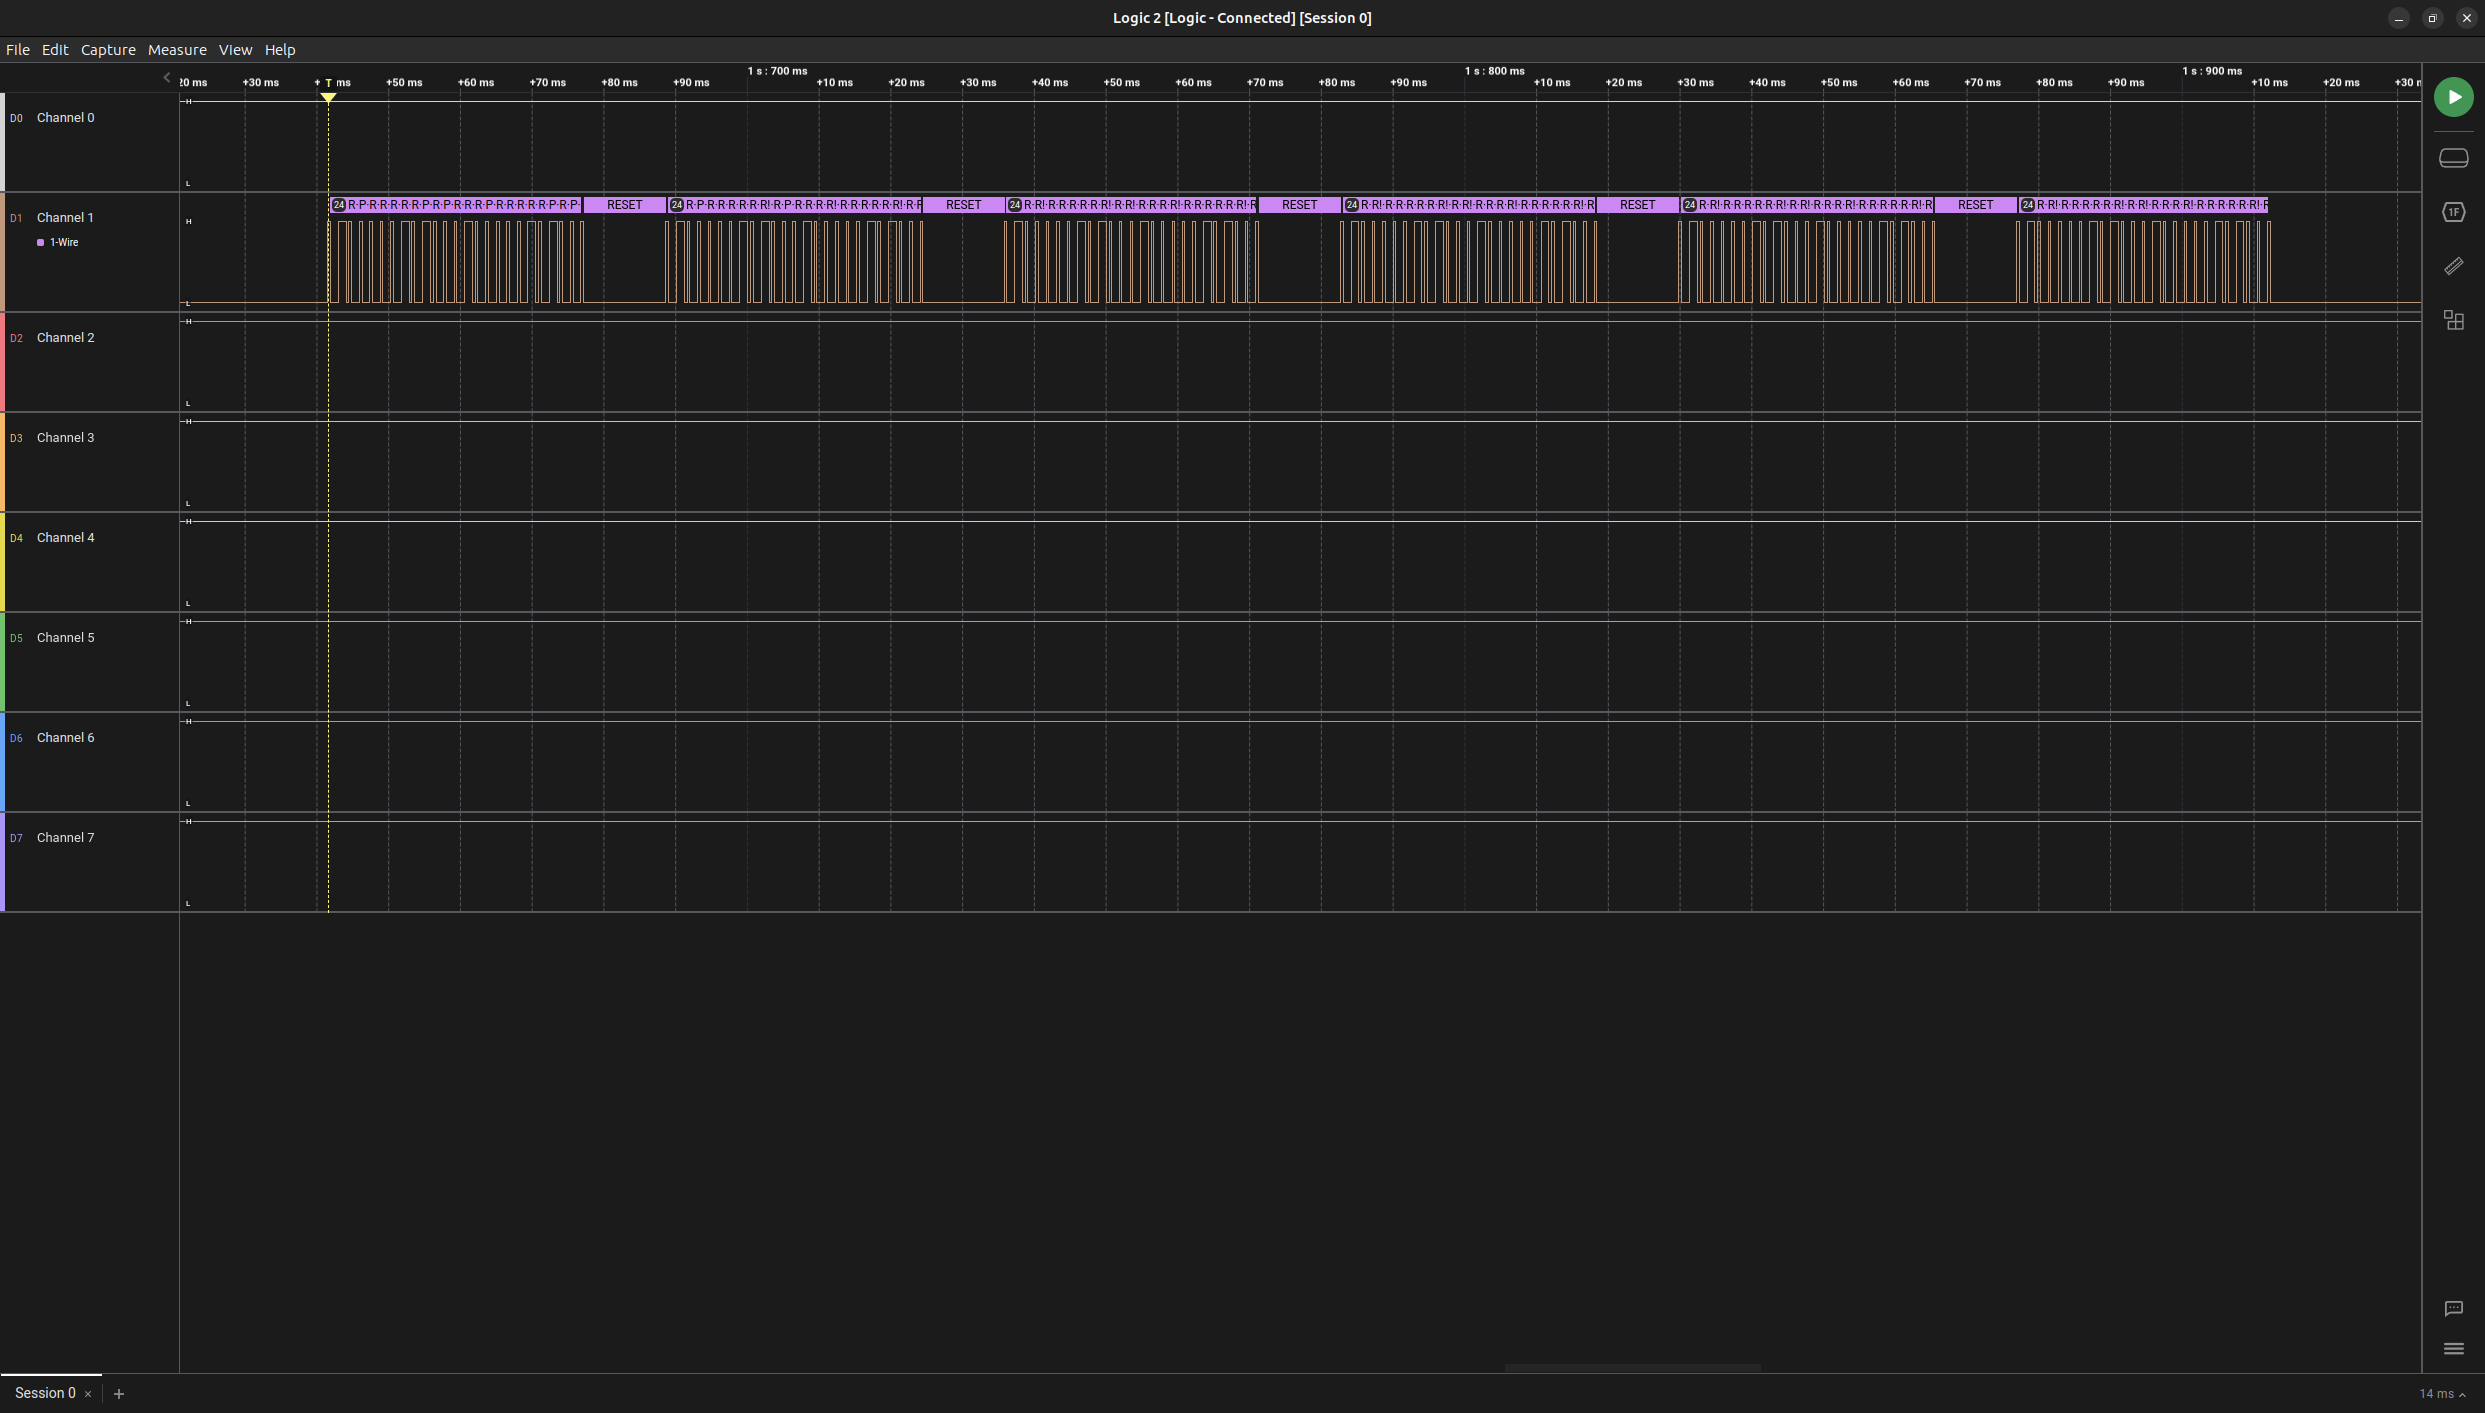 Logic 2 [Logic - Connected] [Session 0]
File Edit Capture Measure View Help
1 s : 700 ms 1 s : 800 ms 1 s : 900 ms
20 ms +30 ms + T ms +50 ms +60 ms +70 ms +80 ms +90 ms +10 ms +20 ms +30 ms +40 ms +50 ms +60 ms +70 ms +80 ms +90 ms +10 ms +20 ms +30 ms +40 ms +50 ms +60 ms +70 ms +80 ms +90 ms +10 ms +20 ms +30
H
D0 Channel 0
L
24 RESET 24 RESET 24 RESET 24 RESET 24 RESET 24
D1 Channel 1 H
1-Wire
1F
L
H
D2 Channel 2
L
H
D3 Channel 3
L
H
D4 Channel 4
L
H
D5 Channel 5
L
H
D6 Channel 6
L
H
D7 Channel 7
L
Session 0 × +
14 ms